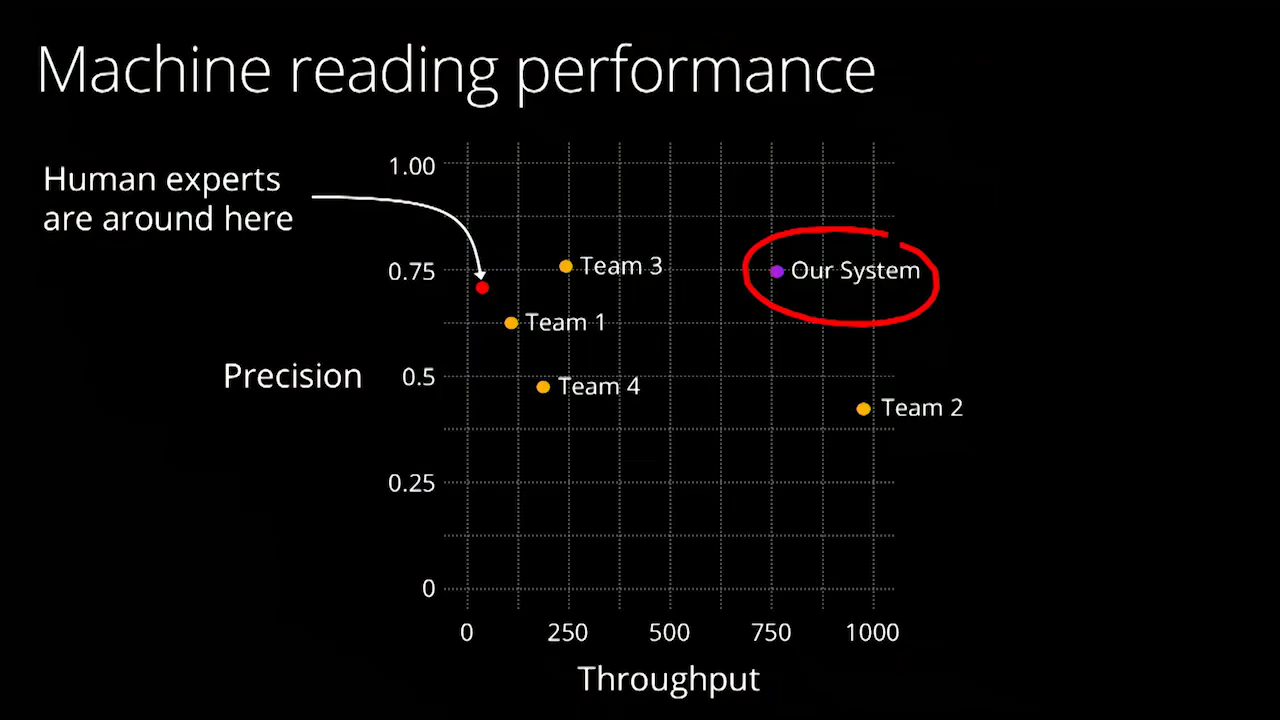 Machine reading performance
Human experts
are around here
1.00
0.75
0.5
0.25
0
Precision
Team 3
Our System
Team 1
Team 4
Team 2
0
250
500
750
1000
Throughput